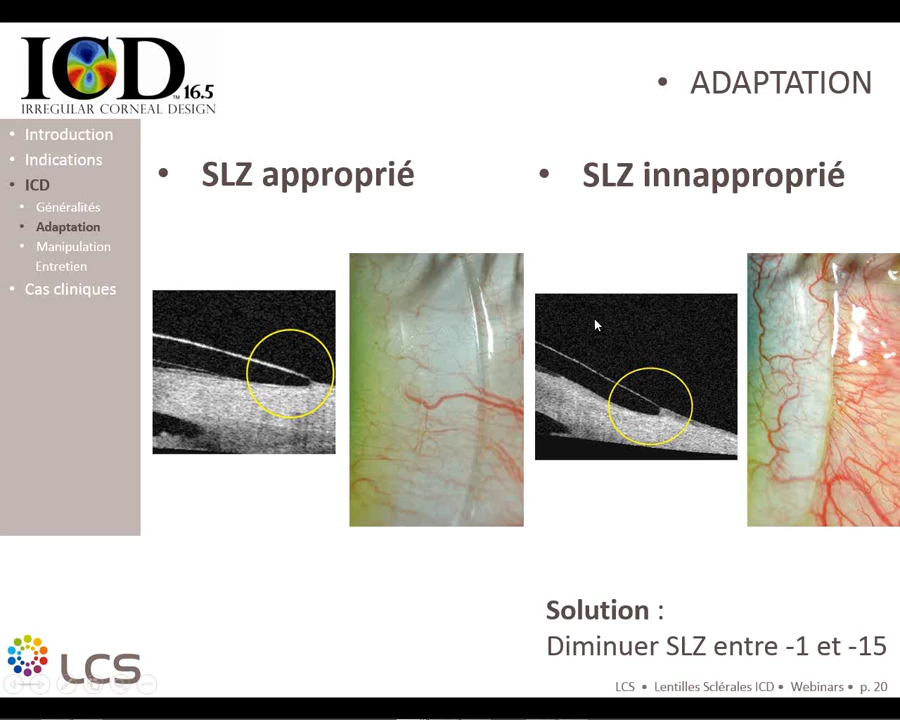 ICD
™ 16.5
IRREGULAR CORNEAL DESIGN
• ADAPTATION
• Introduction
• Indications
• ICD
• Généralités
• Adaptation
• Manipulation
Entretien
• Cas cliniques
• SLZ approprié
• SLZ innapproprié
Solution :
Diminuer SLZ entre -1 et -15
LCS
LCS • Lentilles Sclérales ICD • Webinars • p. 20